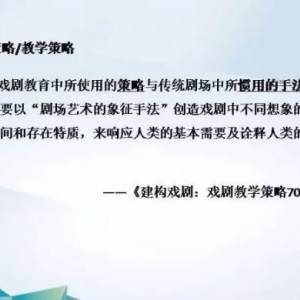 略/教学策略
戏剧教育中所使用的策略与传统剧场中所惯用的手法
要以“剧场艺术的象征手法”创造戏剧中不同想象的
间和存在特质，来响应人类的基本需要及诠释人类的
——《建构戏剧：戏剧教学策略70